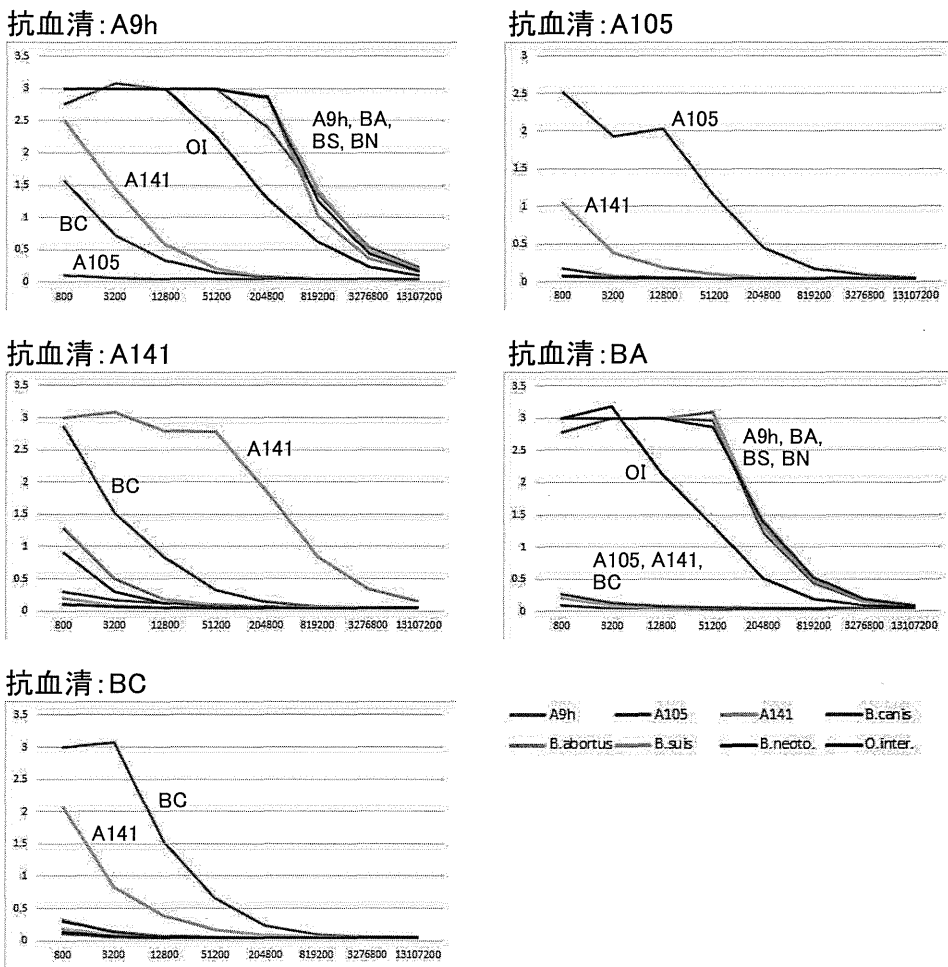 抗血清:A9h
3.5
3
2.5
2
1.5
1
0.5
0
A9h, BA,
BS, BN
OI
A141
BC
A105
800 3200 12800 51200 204800 819200 3276800 13107200
抗血清:A105
3.5
3
2.5
2
1.5
1
0.5
0
A105
A141
800 3200 12800 51200 204800 819200 3276800 13107200
抗血清:A141
3.5
3
2.5
2
1.5
1
0.5
0
A141
BC
800 3200 12800 51200 204800 819200 3276800 13107200
抗血清:BA
3.5
3
2.5
2
1.5
1
0.5
0
A9h, BA,
BS, BN
OI
A105, A141,
BC
800 3200 12800 51200 204800 819200 3276800 13107200
抗血清:BC
3.5
3
2.5
2
1.5
1
0.5
0
BC
A141
800 3200 12800 51200 204800 819200 3276800 13107200
A9h A105 A141 B.canis
B.abortus B.suis B.neoto. O.inter.